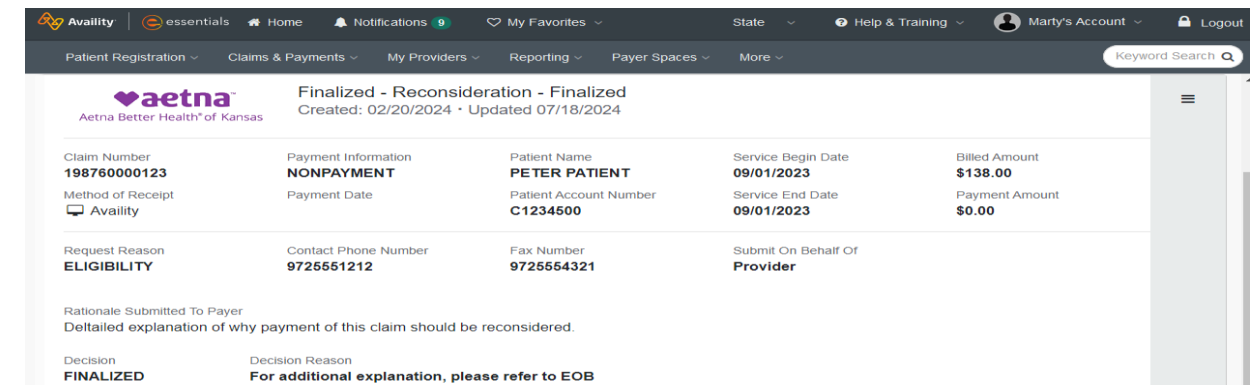 Availity essentials Home Notifications 9 My Favorites State Help & Training Marty's Account Logout
Patient Registration Claims & Payments My Providers Reporting Payer Spaces More Keyword Search
aetna™ Finalized - Reconsideration - Finalized
Aetna Better Health® of Kansas Created: 02/20/2024 · Updated 07/18/2024
Claim Number Payment Information Patient Name Service Begin Date Billed Amount
198760000123 NONPAYMENT PETER PATIENT 09/01/2023 $138.00
Method of Receipt Payment Date Patient Account Number Service End Date Payment Amount
Availity C1234500 09/01/2023 $0.00
Request Reason Contact Phone Number Fax Number Submit On Behalf Of
ELIGIBILITY 9725551212 9725554321 Provider
Rationale Submitted To Payer
Deltailed explanation of why payment of this claim should be reconsidered.
Decision Decision Reason
FINALIZED For additional explanation, please refer to EOB